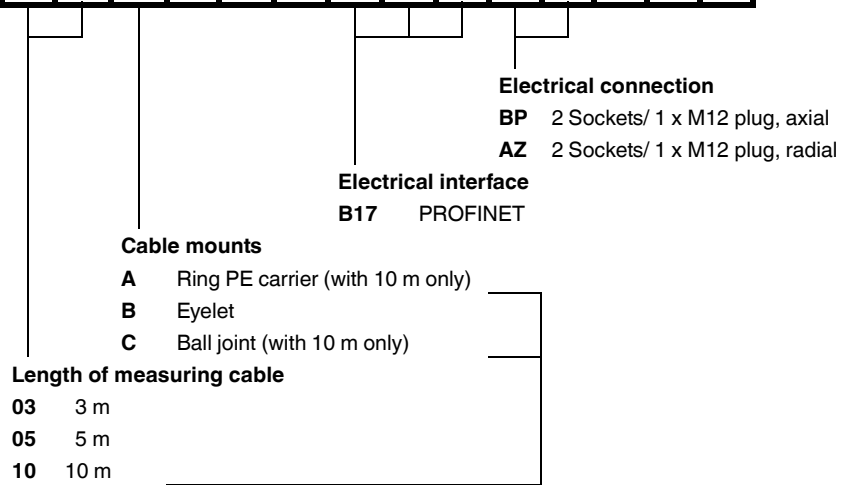 Electrical connection
BP 2 Sockets/ 1 x M12 plug, axial
AZ 2 Sockets/ 1 x M12 plug, radial
Electrical interface
B17 PROFINET
Cable mounts
A Ring PE carrier (with 10 m only)
B Eyelet
C Ball joint (with 10 m only)
Length of measuring cable
03 3 m
05 5 m
10 10 m